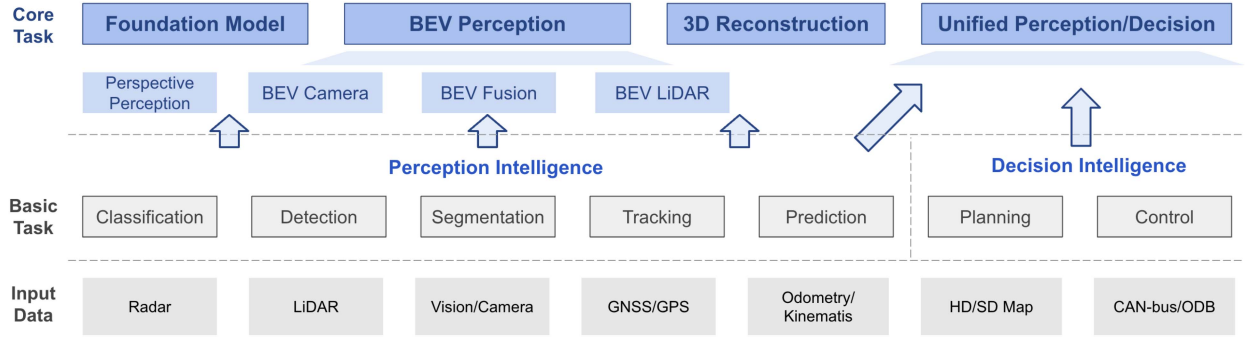 Core
Task
Foundation Model
BEV Perception
3D Reconstruction
Unified Perception/Decision
Perspective
Perception
BEV Camera
BEV Fusion
BEV LiDAR
Perception Intelligence
Decision Intelligence
Basic
Task
Classification
Detection
Segmentation
Tracking
Prediction
Planning
Control
Input
Data
Radar
LiDAR
Vision/Camera
GNSS/GPS
Odometry/
Kinematis
HD/SD Map
CAN-bus/ODB